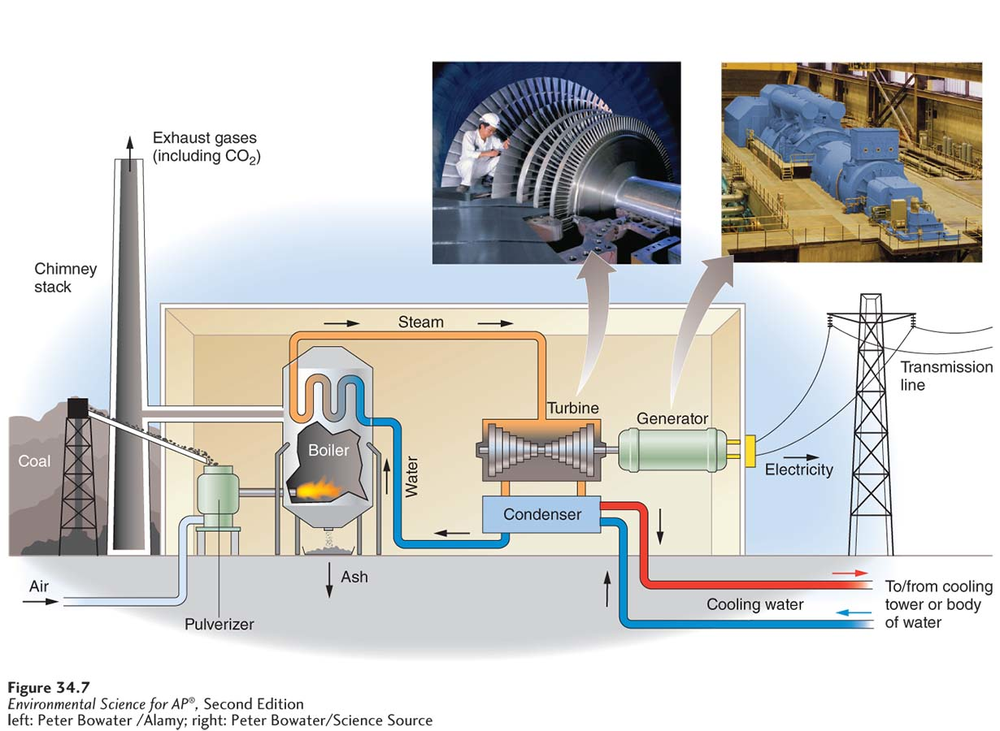 Exhaust gases
(including CO₂)
Chimney
stack
Steam
Transmission
line
Turbine
Generator
Coal
Boiler
Water
Electricity
Condenser
Ash
Air
Pulverizer
Cooling water
To/from cooling
tower or body
of water
Figure 34.7
Environmental Science for AP®, Second Edition
left: Peter Bowater /Alamy; right: Peter Bowater/Science Source